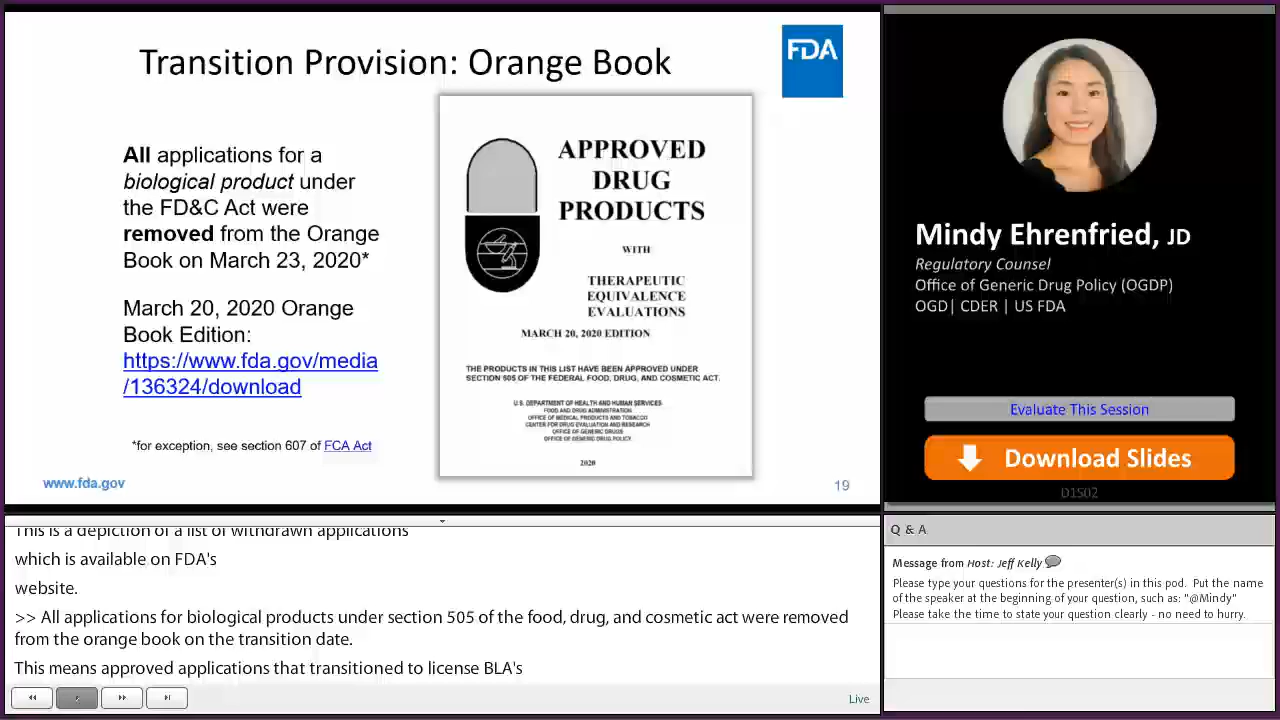 Transition Provision: Orange Book
FDA
All applications for a
biological product under
the FD&C Act were
removed from the Orange
Book on March 23, 2020*
March 20, 2020 Orange
Book Edition:
https://www.fda.gov/media
/136324/download
*for exception, see section 607 of FCA Act
www.fda.gov
APPROVED
DRUG
PRODUCTS
WITH
THERAPEUTIC
EQUIVALENCE
EVALUATIONS
MARCH 20, 2020 EDITION
THE PRODUCTS IN THIS LIST HAVE BEEN APPROVED UNDER
SECTION 505 OF THE FEDERAL FOOD, DRUG, AND COSMETIC ACT.
U.S. DEPARTMENT OF HEALTH AND HUMAN SERVICES
FOOD AND DRUG ADMINISTRATION
OFFICE OF MEDICAL PRODUCTS AND TOBACCO
CENTER FOR DRUG EVALUATION AND RESEARCH
OFFICE OF GENERIC DRUGS
OFFICE OF GENERIC DRUG POLICY
2020
19
Mindy Ehrenfried, JD
Regulatory Counsel
Office of Generic Drug Policy (OGDP)
OGD| CDER | US FDA
Evaluate This Session
Download Slides
D1S02
This is a depiction of a list of withdrawn applications
which is available on FDA's
website.
>> All applications for biological products under section 505 of the food, drug, and cosmetic act were removed
from the orange book on the transition date.
This means approved applications that transitioned to license BLA's
Live
Q & A
Message from Host: Jeff Kelly
Please type your questions for the presenter(s) in this pod. Put the name
of the speaker at the beginning of your question, such as: "@Mindy"
Please take the time to state your question clearly - no need to hurry.